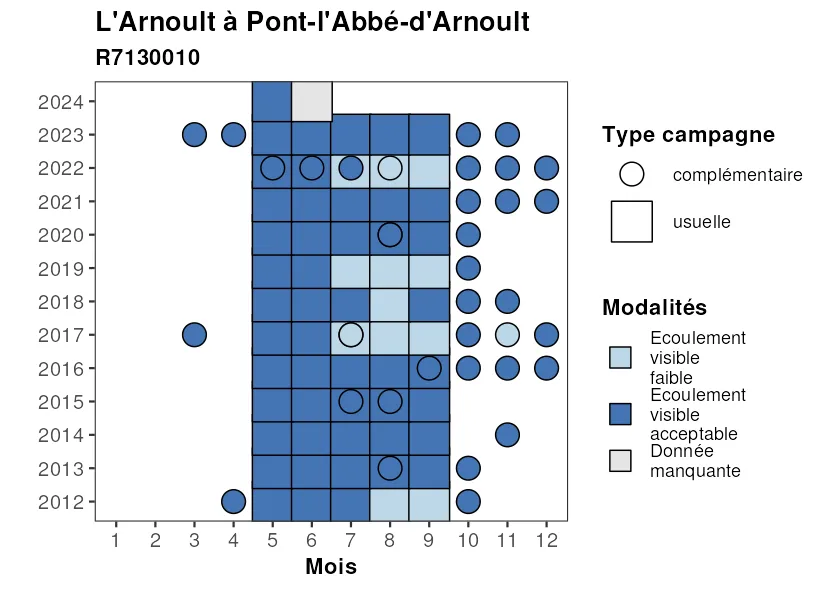 L'Arnoult à Pont-l'Abbé-d'Arnoult
R7130010
2024
2023
2022
2021
2020
2019
2018
2017
2016
2015
2014
2013
2012
1 2 3 4 5 6 7 8 9 10 11 12
Mois
Type campagne
complémentaire
usuelle
Modalités
Ecoulement
visible
faible
Ecoulement
visible
acceptable
Donnée
manquante